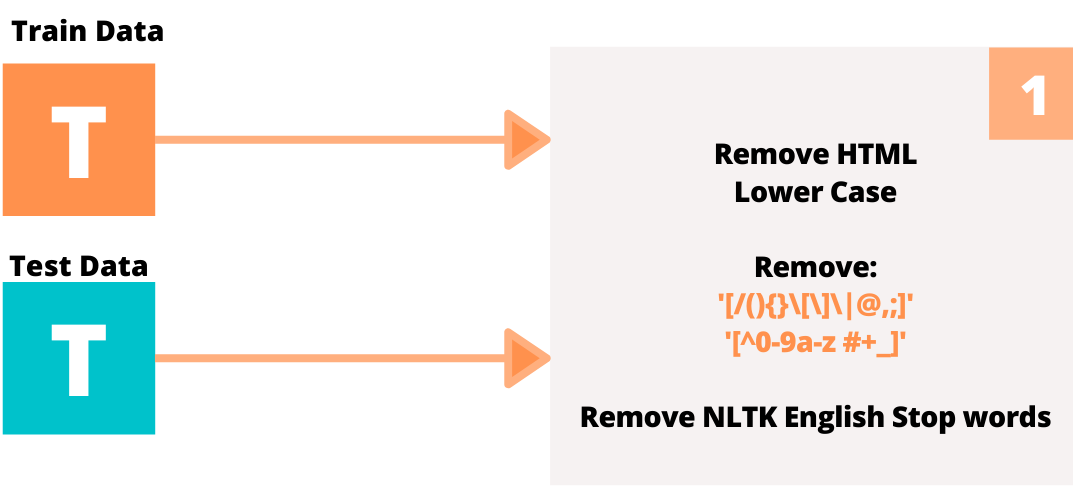 Train Data
T
Test Data
T
1
Remove HTML
Lower Case
Remove:
'[/(){}\[\]\|@,;]'
'[^0-9a-z #+_]'
Remove NLTK English Stop words